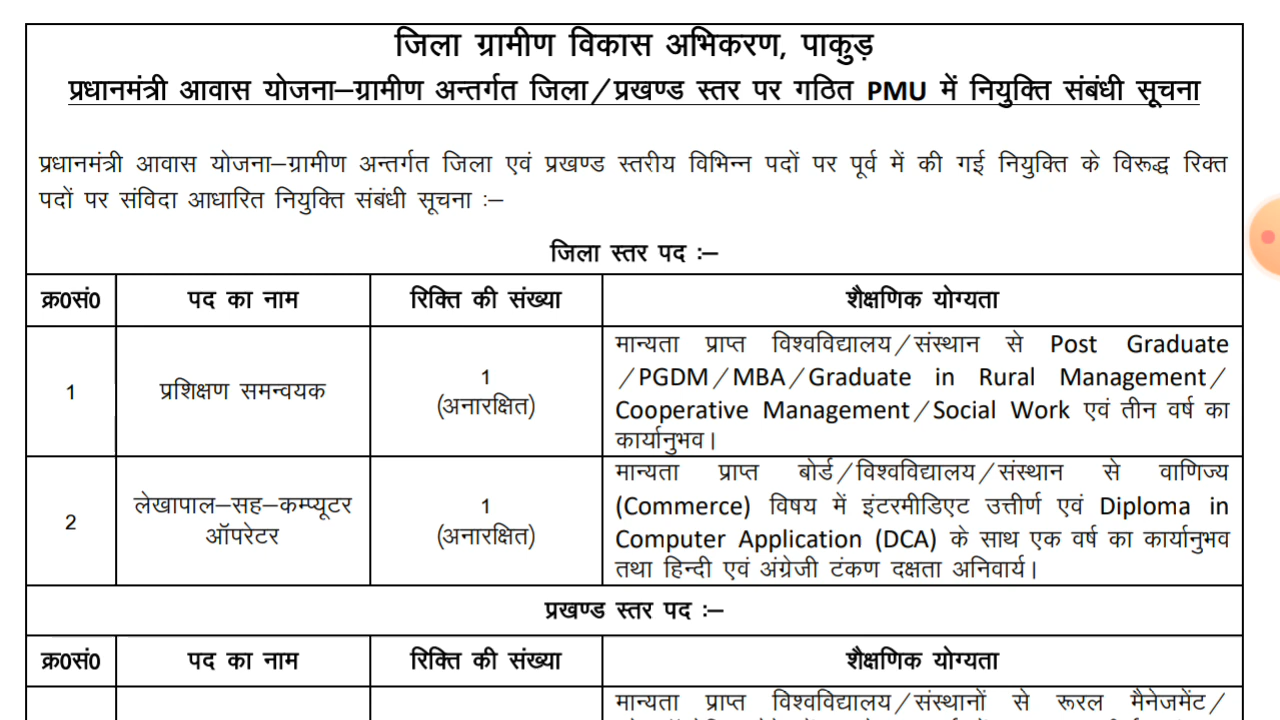 जिला ग्रामीण विकास अभिकरण, पाकुड़
प्रधानमंत्री आवास योजना–ग्रामीण अन्तर्गत जिला/प्रखण्ड स्तर पर गठित PMU में नियुक्ति संबंधी सूचना
प्रधानमंत्री आवास योजना–ग्रामीण अन्तर्गत जिला एवं प्रखण्ड स्तरीय विभिन्न पदों पर पूर्व में की गई नियुक्ति के विरूद्ध रिक्त
पदों पर संविदा आधारित नियुक्ति संबंधी सूचना :–
जिला स्तर पद :–
क्र0सं0 पद का नाम रिक्ति की संख्या शैक्षणिक योग्यता
1 प्रशिक्षण समन्वयक 1
(अनारक्षित)
मान्यता प्राप्त विश्वविद्यालय/संस्थान से Post Graduate
/PGDM/MBA/Graduate in Rural Management/
Cooperative Management/Social Work एवं तीन वर्ष का
कार्यानुभव।
2 लेखापाल–सह–कम्प्यूटर
ऑपरेटर
1
(अनारक्षित)
मान्यता प्राप्त बोर्ड/विश्वविद्यालय/संस्थान से वाणिज्य
(Commerce) विषय में इंटरमीडिएट उत्तीर्ण एवं Diploma in
Computer Application (DCA) के साथ एक वर्ष का कार्यानुभव
तथा हिन्दी एवं अंग्रेजी टंकण दक्षता अनिवार्य।
प्रखण्ड स्तर पद :–
क्र0सं0 पद का नाम रिक्ति की संख्या शैक्षणिक योग्यता
मान्यता प्राप्त विश्वविद्यालय/संस्थानों से रूरल मैनेजमेंट/